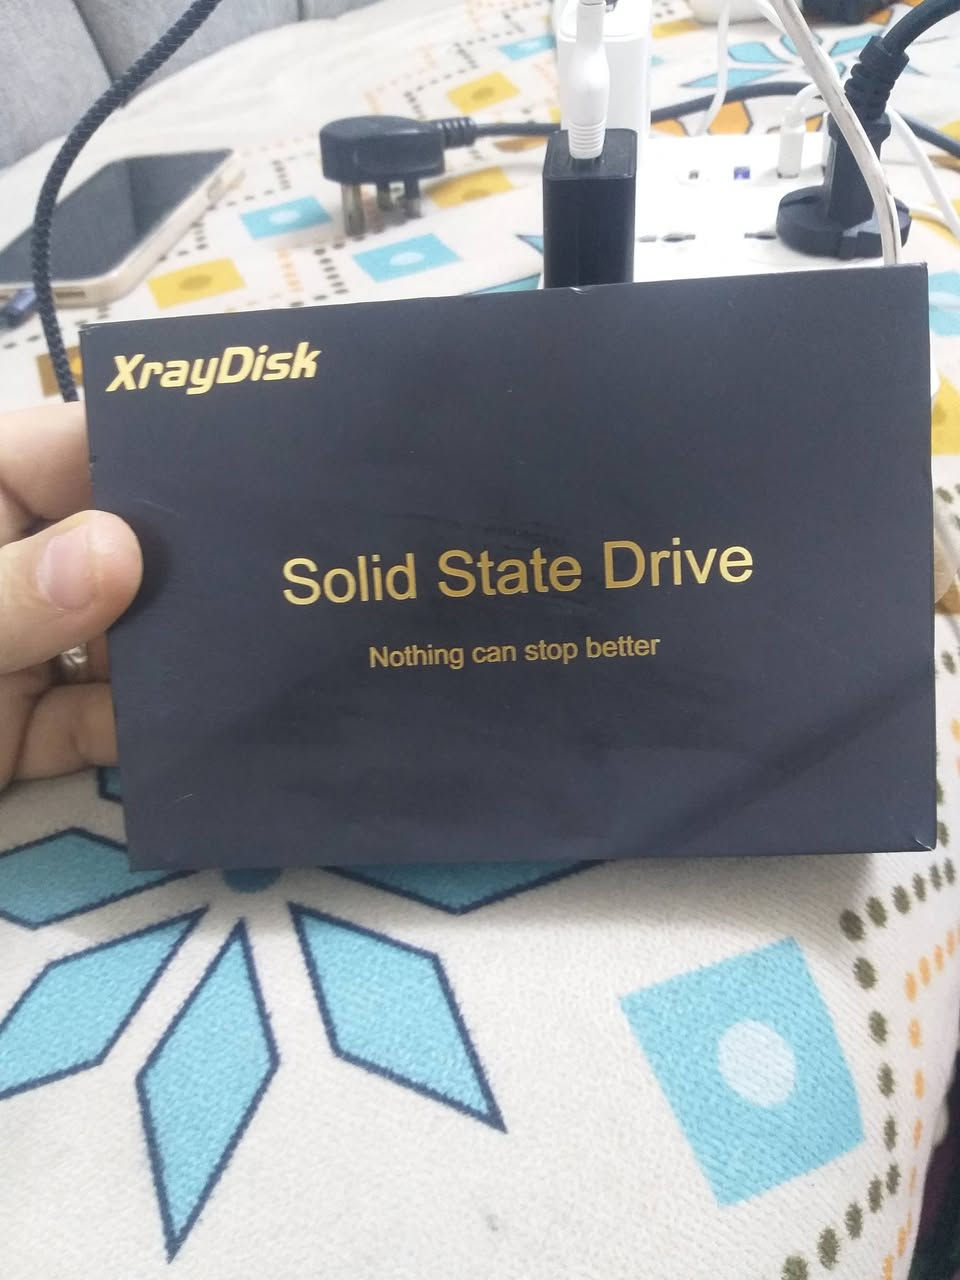 XrayDisk
Solid State Drive
Nothing can stop better